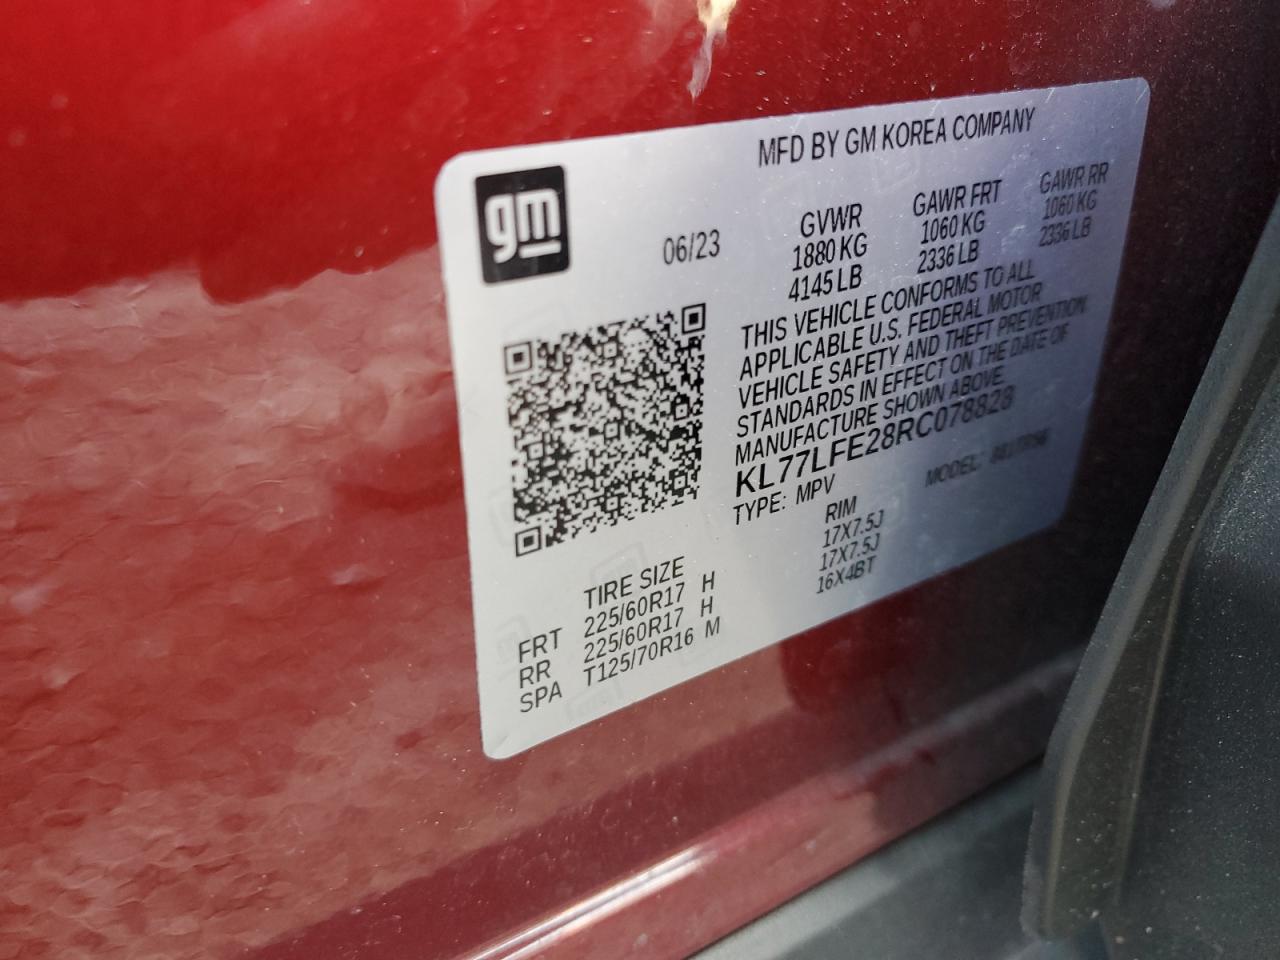 MFD BY GM KOREA COMPANY
gm
06/23
GVWR GAWR FRT GAWR RR
1880 KG 1060 KG 1060 KG
4145 LB 2336 LB 2336 LB
THIS VEHICLE CONFORMS TO ALL
APPLICABLE U.S. FEDERAL MOTOR
VEHICLE SAFETY AND THEFT PREVENTION
STANDARDS IN EFFECT ON THE DATE OF
MANUFACTURE SHOWN ABOVE.
KL77LFE28RC078828
TYPE: MPV MODEL:
TIRE SIZE RIM
FRT 225/60R17 H 17X7.5J
RR 225/60R17 H 17X7.5J
SPA T125/70R16 M 16X4BT